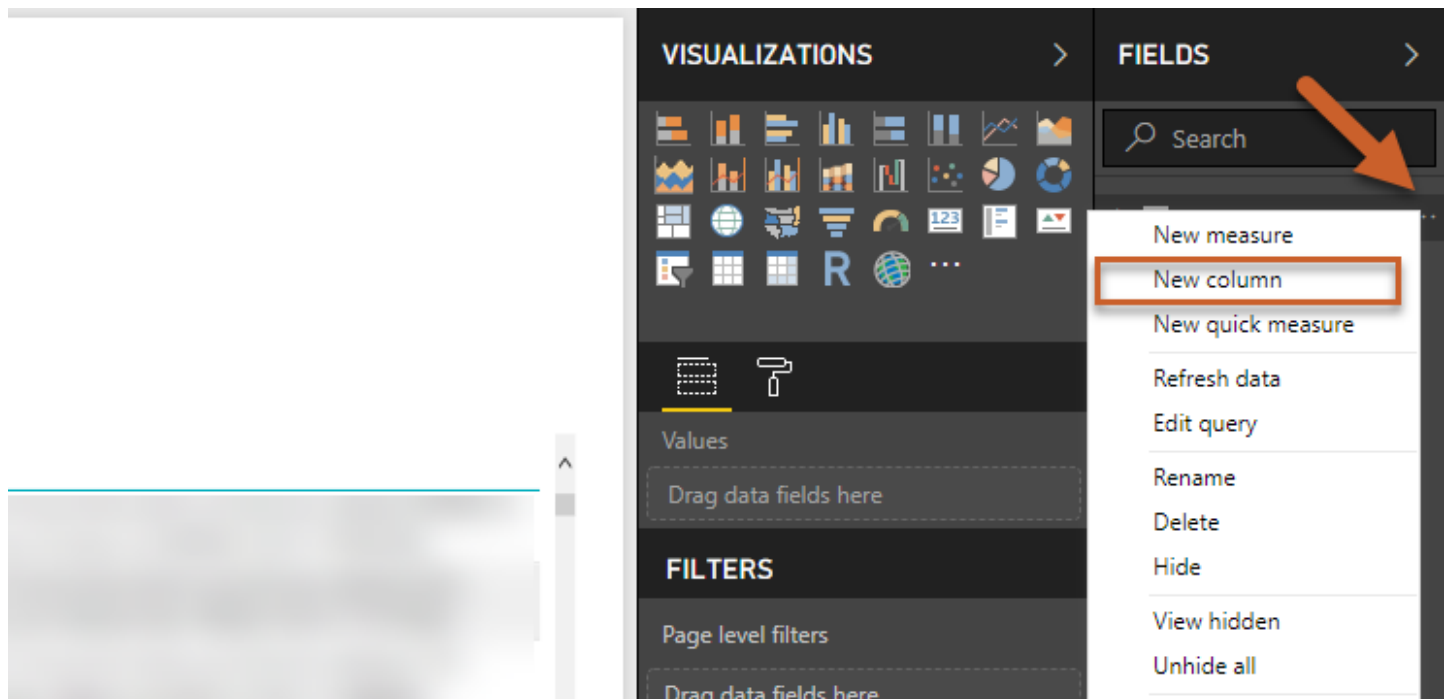 VISUALIZATIONS
FIELDS
Search
123
R
New measure
New column
New quick measure
Refresh data
Edit query
Rename
Delete
Hide
View hidden
Unhide all
Values
Drag data fields here
FILTERS
Page level filters
Drag data fields here